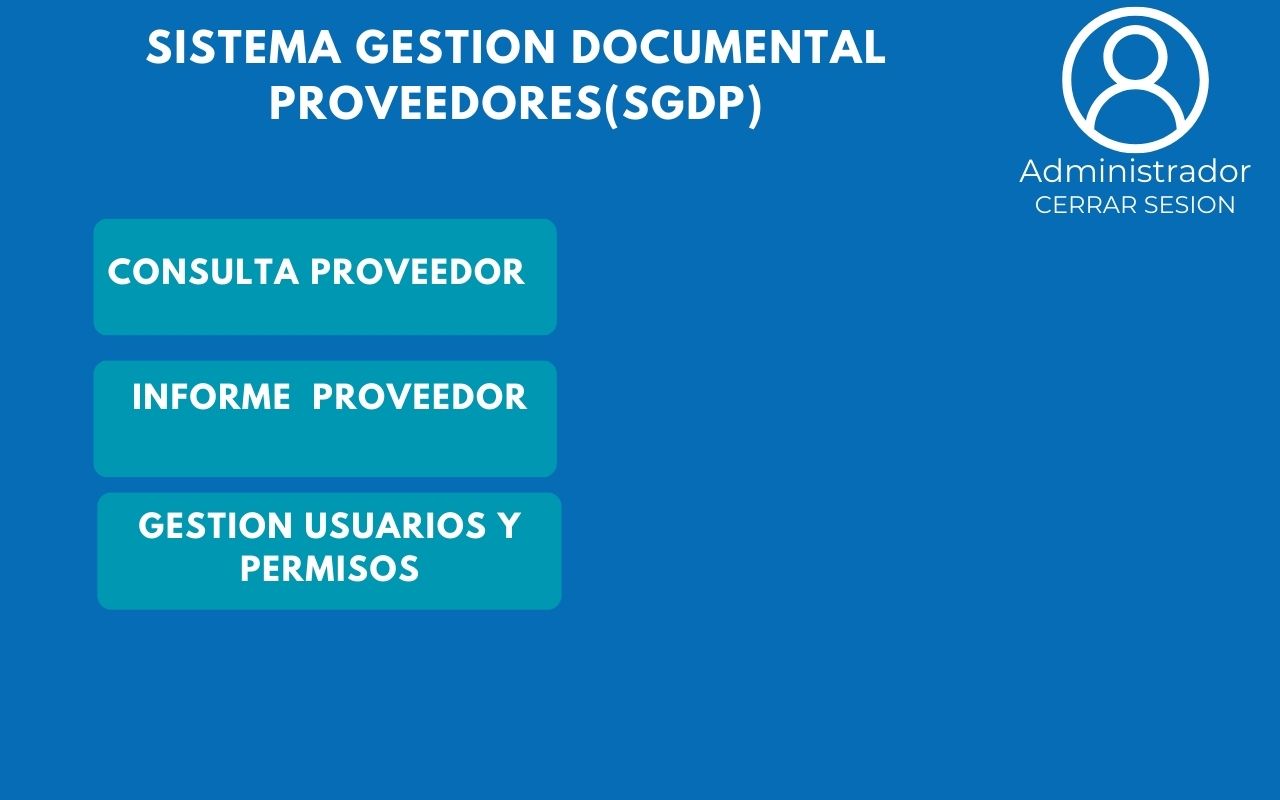 SISTEMA GESTION DOCUMENTAL
PROVEEDORES(SGDP)
Administrador
CERRAR SESION
CONSULTA PROVEEDOR
INFORME  PROVEEDOR
GESTION USUARIOS Y
PERMISOS